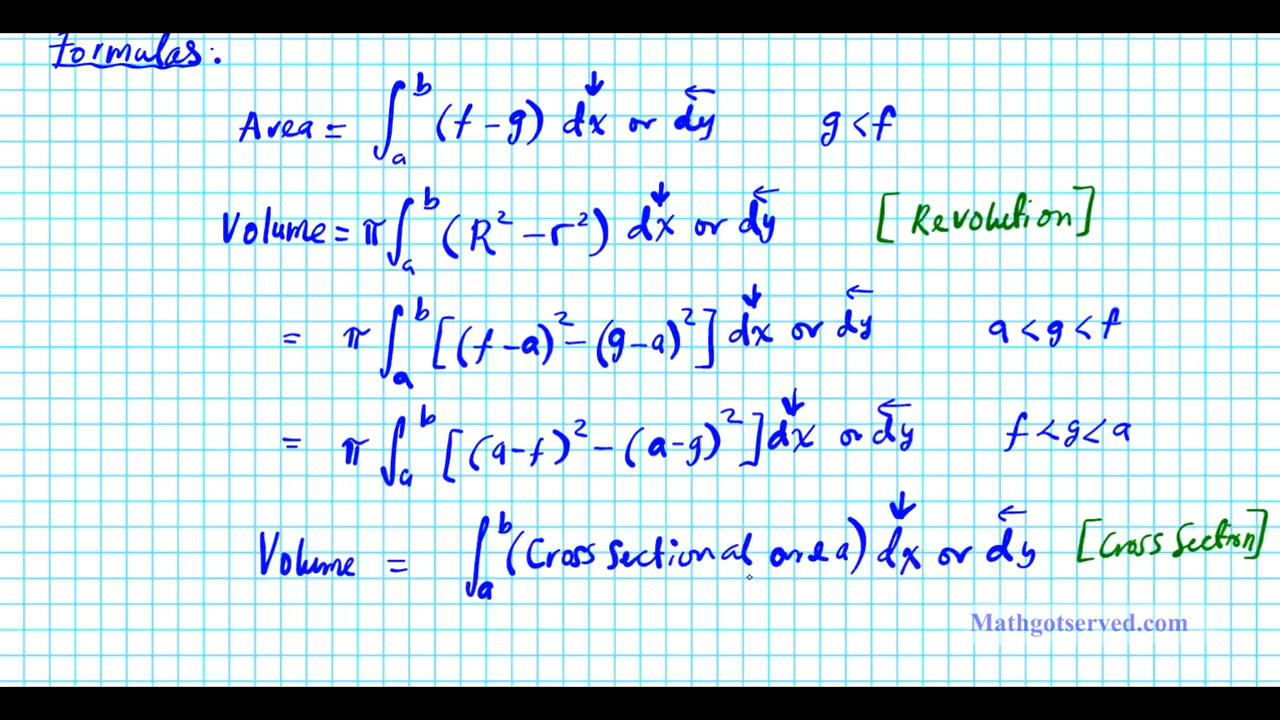 Formulas:
Area = ∫_a^b (f - g) dx or dy g < f
Volume = π ∫_a^b (R² - r²) dx or dy [Revolution]
= π ∫_a^b [(f - a)² - (g - a)²] dx or dy a < g < f
= π ∫_a^b [(a - f)² - (a - g)²] dx or dy f < g < a
Volume = ∫_a^b (Cross sectional area) dx or dy [Cross Section]
Mathgotserved.com